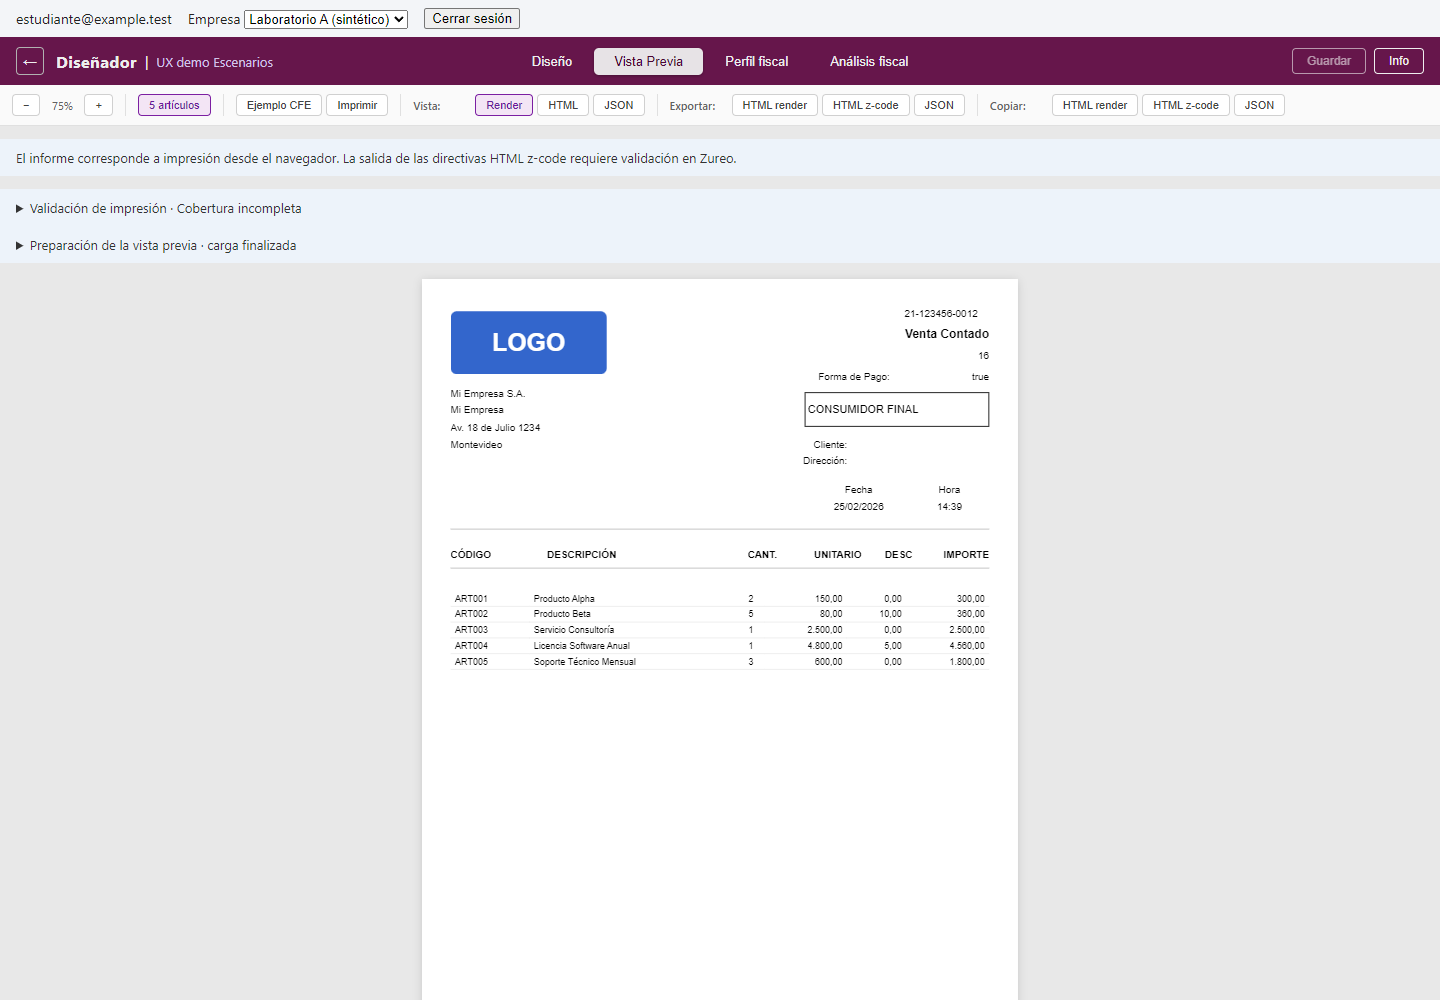 estudiante@example.test Empresa Laboratorio A (sintético) Cerrar sesión
← Diseñador | UX demo Escenarios Diseño Vista Previa Perfil fiscal Análisis fiscal Guardar Info
− 75% + 5 artículos Ejemplo CFE Imprimir Vista: Render HTML JSON Exportar: HTML render HTML z-code JSON Copiar: HTML render HTML z-code JSON
El informe corresponde a impresión desde el navegador. La salida de las directivas HTML z-code requiere validación en Zureo.
▶ Validación de impresión · Cobertura incompleta
▶ Preparación de la vista previa · carga finalizada
LOGO
Mi Empresa S.A.
Mi Empresa
Av. 18 de Julio 1234
Montevideo
21-123456-0012
Venta Contado
16
Forma de Pago: true
CONSUMIDOR FINAL
Cliente:
Dirección:
Fecha Hora
25/02/2026 14:39
CÓDIGO DESCRIPCIÓN CANT. UNITARIO DESC IMPORTE
ART001 Producto Alpha 2 150,00 0,00 300,00
ART002 Producto Beta 5 80,00 10,00 360,00
ART003 Servicio Consultoría 1 2.500,00 0,00 2.500,00
ART004 Licencia Software Anual 1 4.800,00 5,00 4.560,00
ART005 Soporte Técnico Mensual 3 600,00 0,00 1.800,00